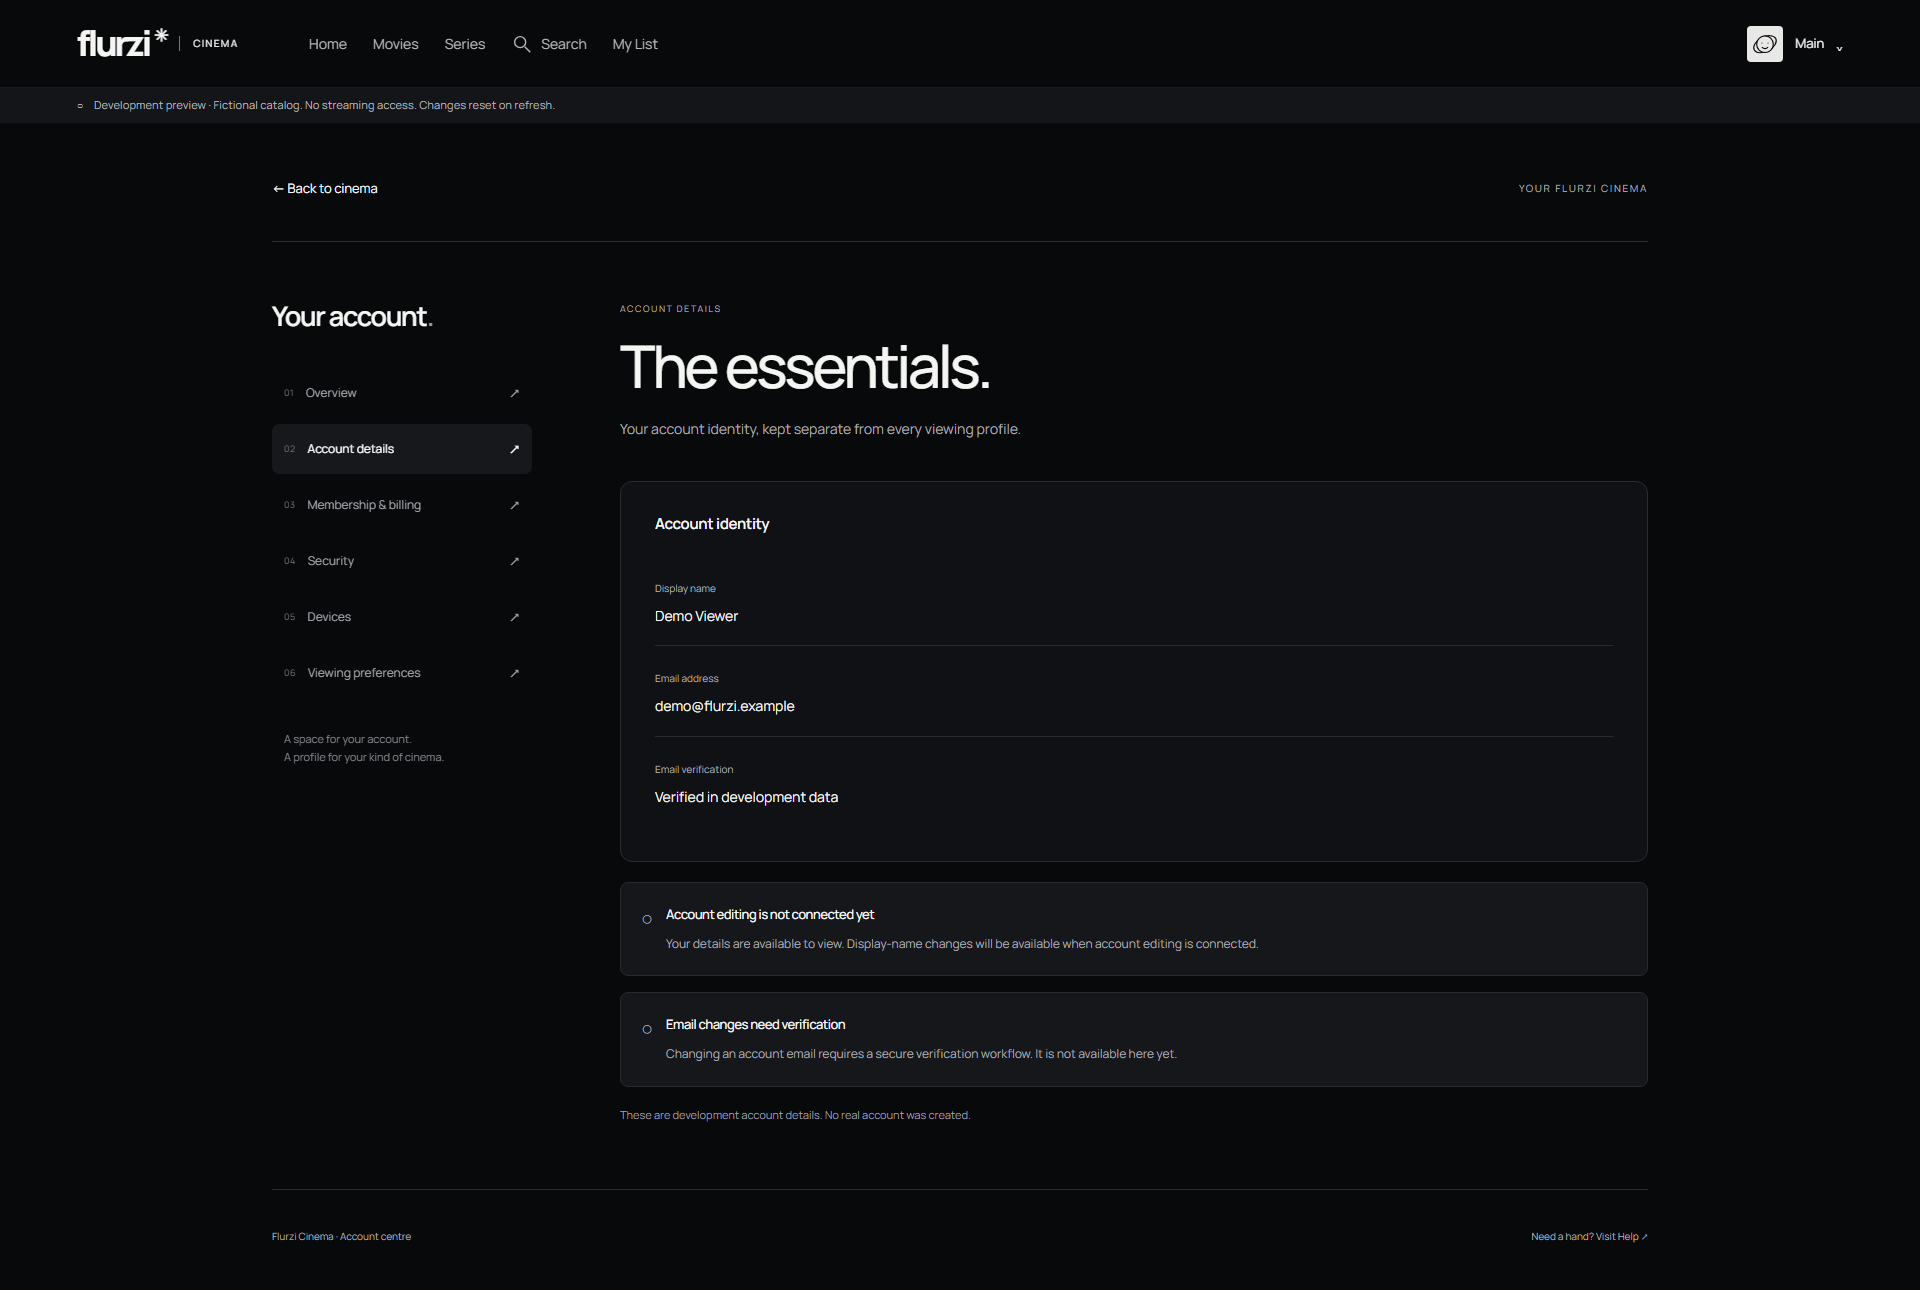 flurzi* CINEMA
Home Movies Series Search My List
Main
Development preview · Fictional catalog. No streaming access. Changes reset on refresh.
← Back to cinema
YOUR FLURZI CINEMA
Your account.
01 Overview ↗
02 Account details ↗
03 Membership & billing ↗
04 Security ↗
05 Devices ↗
06 Viewing preferences ↗
A space for your account.
A profile for your kind of cinema.
ACCOUNT DETAILS
The essentials.
Your account identity, kept separate from every viewing profile.
Account identity
Display name
Demo Viewer
Email address
demo@flurzi.example
Email verification
Verified in development data
Account editing is not connected yet
Your details are available to view. Display-name changes will be available when account editing is connected.
Email changes need verification
Changing an account email requires a secure verification workflow. It is not available here yet.
These are development account details. No real account was created.
Flurzi Cinema · Account centre
Need a hand? Visit Help ↗